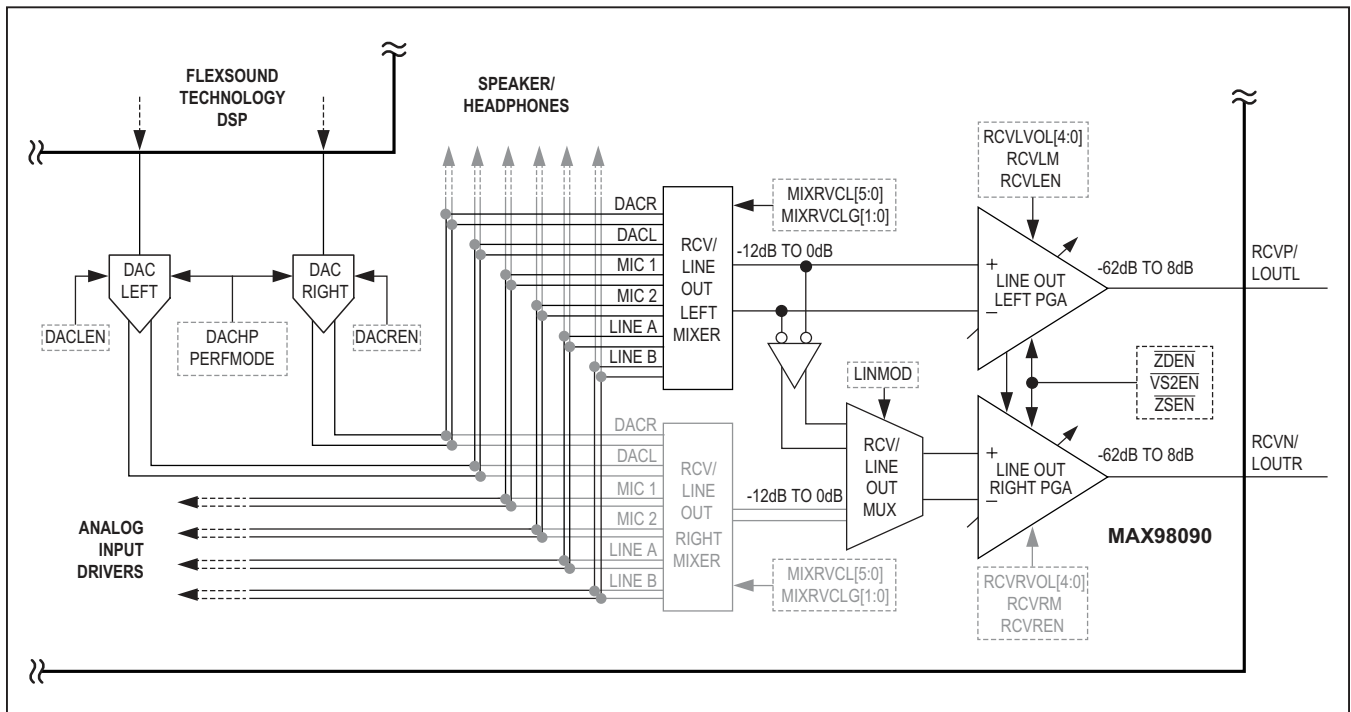 FLEXSOUND
TECHNOLOGY
DSP
SPEAKER/
HEADPHONES
DAC
LEFT
DAC
RIGHT
DACLEN
DACHP
PERFMODE
DACREN
DACR
DACL
MIC 1
MIC 2
LINE A
LINE B
RCV/
LINE
OUT
LEFT
MIXER
MIXRVCL[5:0]
MIXRVCLG[1:0]
-12dB TO 0dB
RCVLVOL[4:0]
RCVLM
RCVLEN
+
−
LINE OUT
LEFT PGA
-62dB TO 8dB
RCVP/
LOUTL
LINMOD
ZDEN
VS2EN
ZSEN
DACR
DACL
MIC 1
MIC 2
LINE A
LINE B
RCV/
LINE
OUT
RIGHT
MIXER
-12dB TO 0dB
MIXRVCL[5:0]
MIXRVCLG[1:0]
RCV/
LINE
OUT
MUX
+
−
LINE OUT
RIGHT PGA
-62dB TO 8dB
RCVN/
LOUTR
RCVRVOL[4:0]
RCVRM
RCVREN
MAX98090
ANALOG
INPUT
DRIVERS